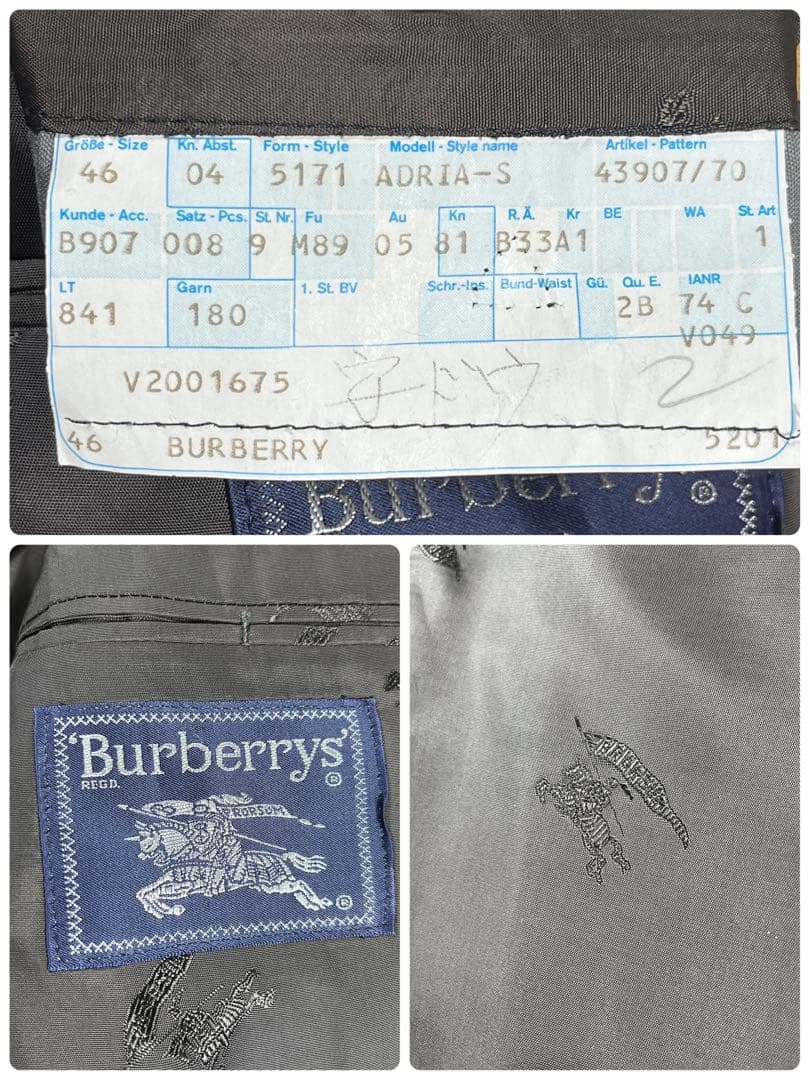 Größe - Size Kn. Abst. Form - Style Modell - Style name Artikel - Pattern
46 04 5171 ADRIA-S 43907/70
Kunde - Acc. Satz - Pcs. St. Nr. Fu Au Kn R. Ä. Kr BE WA St. Art
B907 008 9 M89 05 81 B33A1 1
LT Garn 1. St. BV Schr.-Ins. Bund-Waist Gü. Qu. E. IANR
841 180 2B 74 C
V049
V2001675 2
46 BURBERRY 5201
Burberrys ®
'Burberrys' ®
REGD.
PRORSUM
®